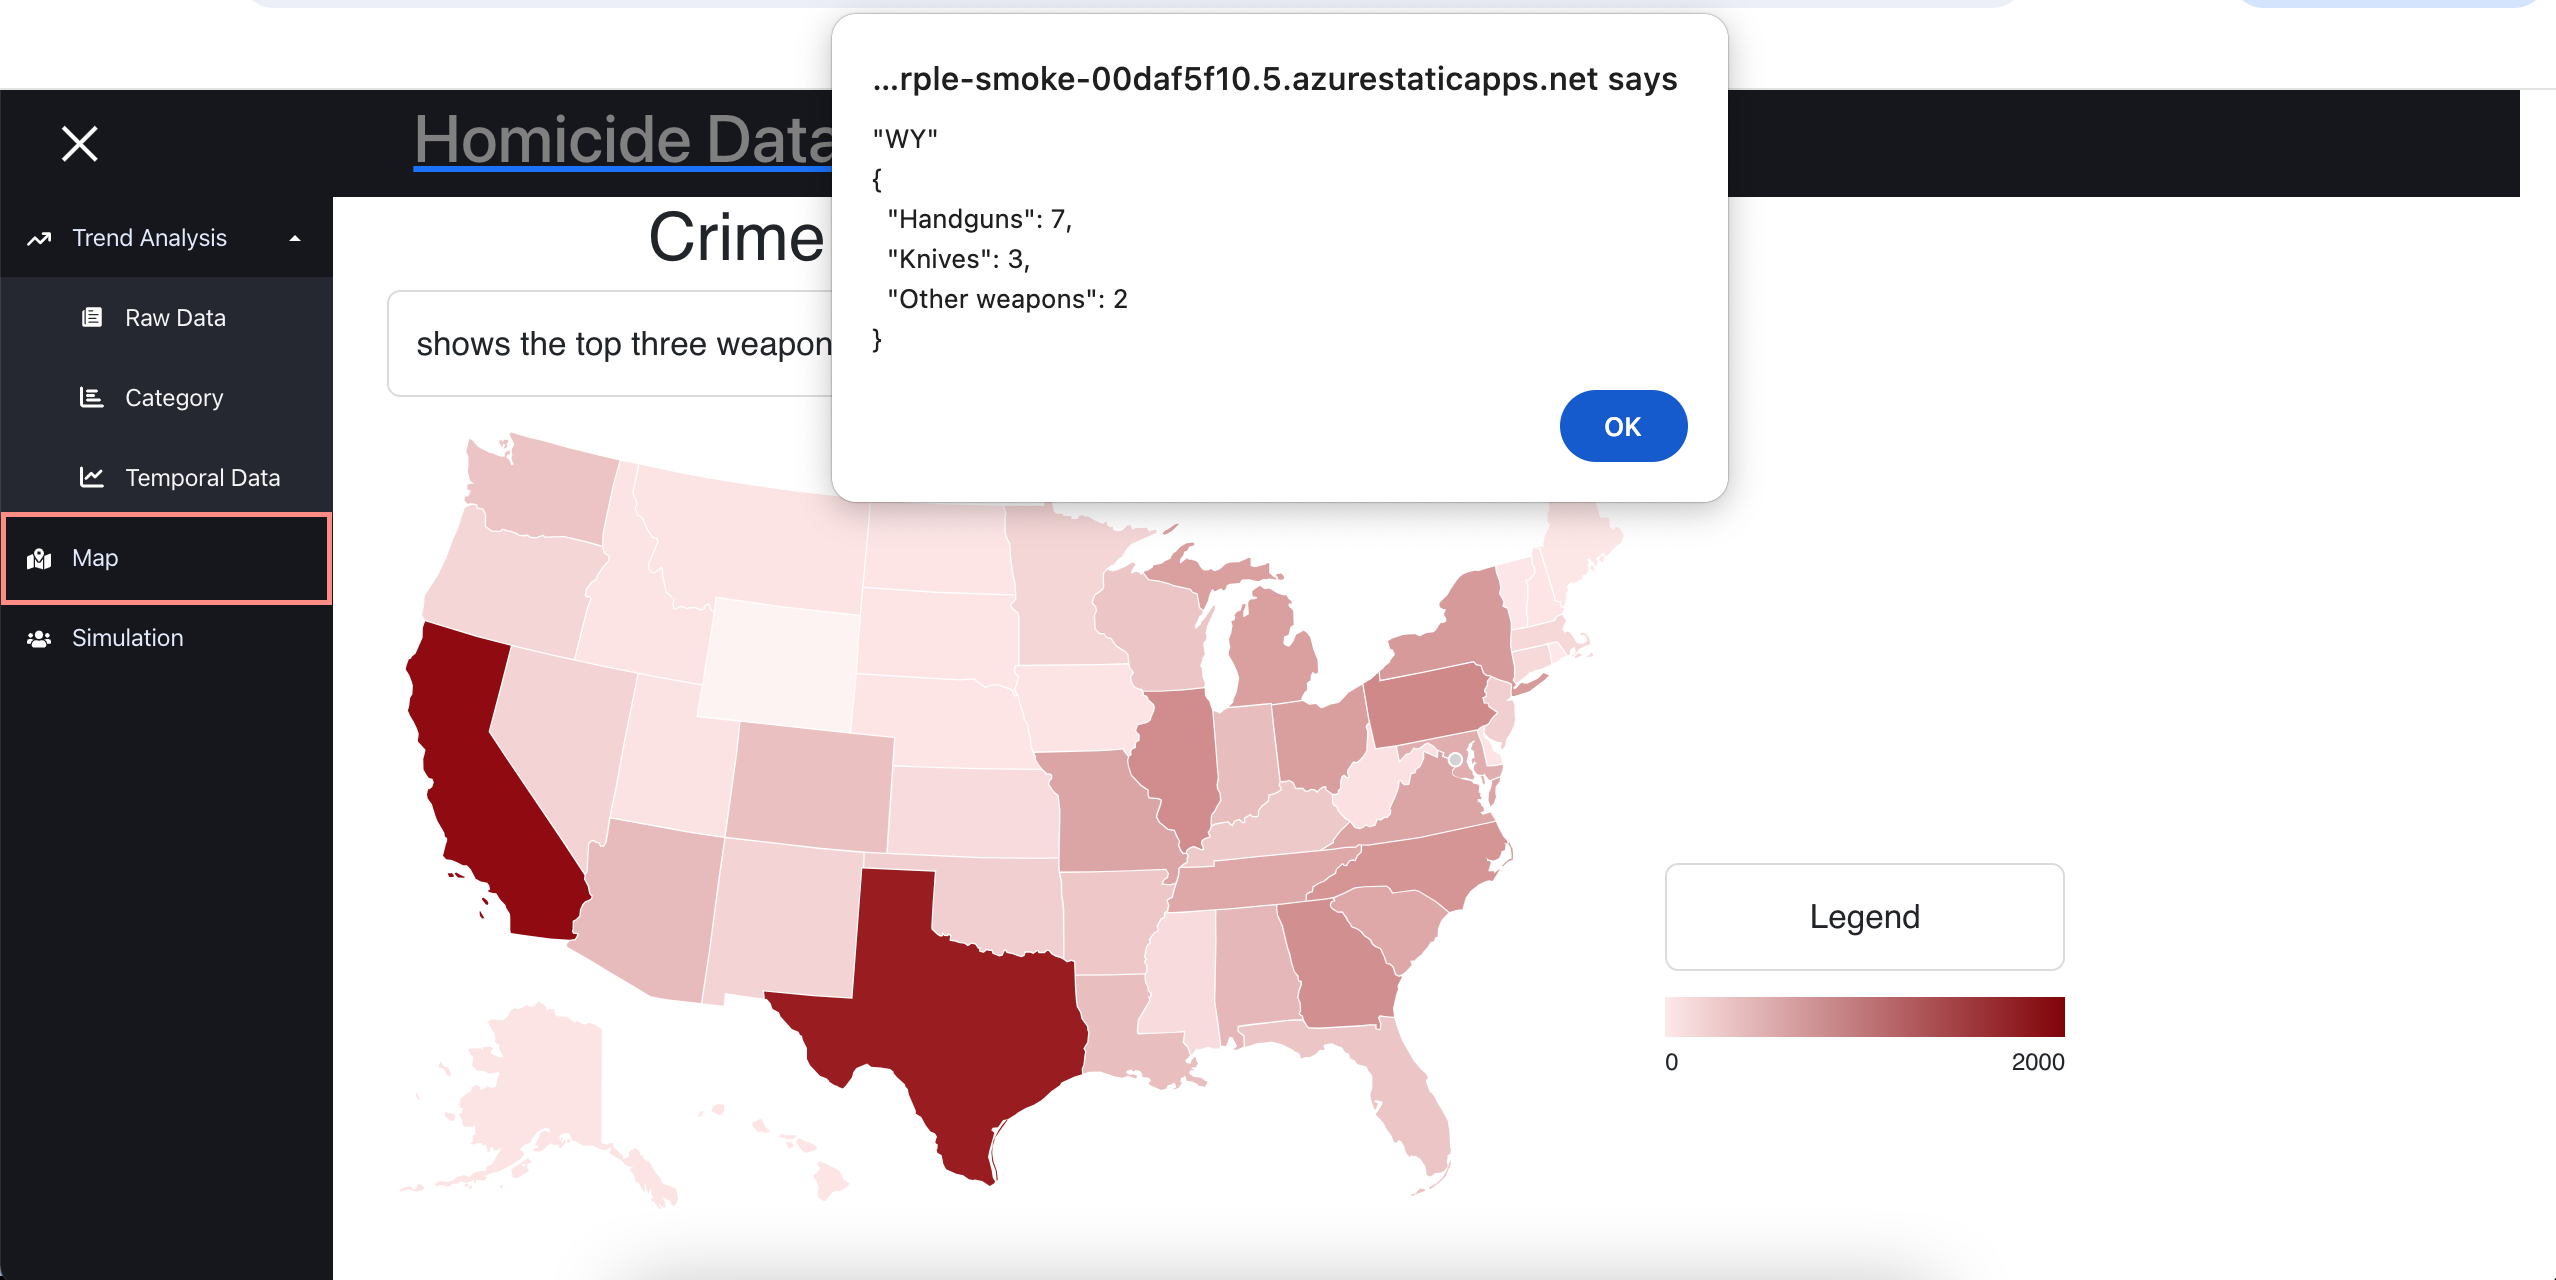 ...rple-smoke-00daf5f10.5.azurestaticapps.net says
"WY"
{
"Handguns": 7,
"Knives": 3,
"Other weapons": 2
}
OK
Homicide Data
Trend Analysis
Raw Data
Category
Temporal Data
Map
Simulation
Crime
shows the top three weapon
Legend
0 2000